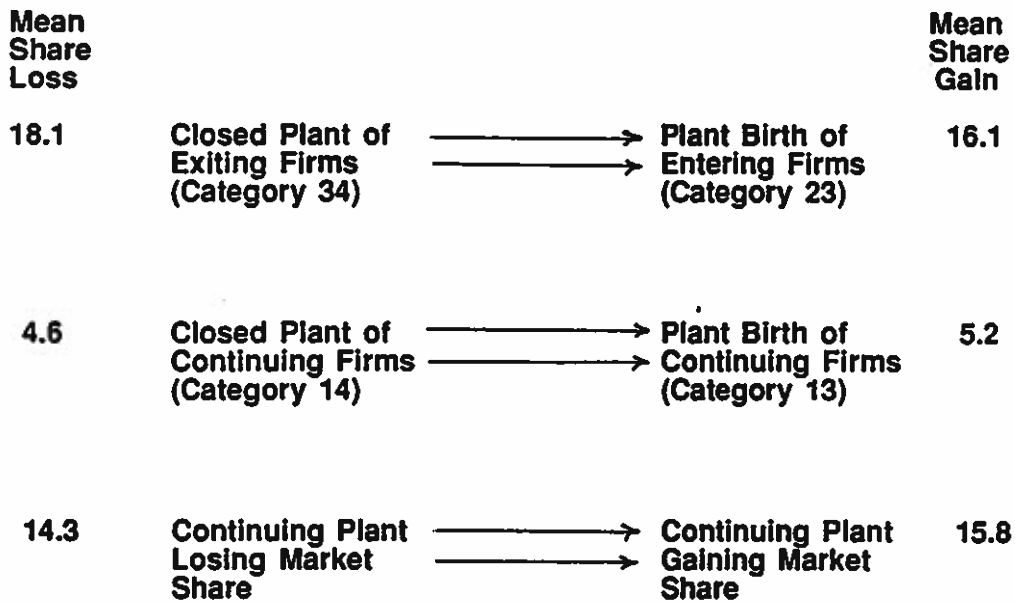 Mean
Share
Loss
Mean
Share
Gain
18.1 Closed Plant of Plant Birth of 16.1
Exiting Firms Entering Firms
(Category 34) (Category 23)
4.6 Closed Plant of Plant Birth of 5.2
Continuing Firms Continuing Firms
(Category 14) (Category 13)
14.3 Continuing Plant Continuing Plant 15.8
Losing Market Gaining Market
Share Share